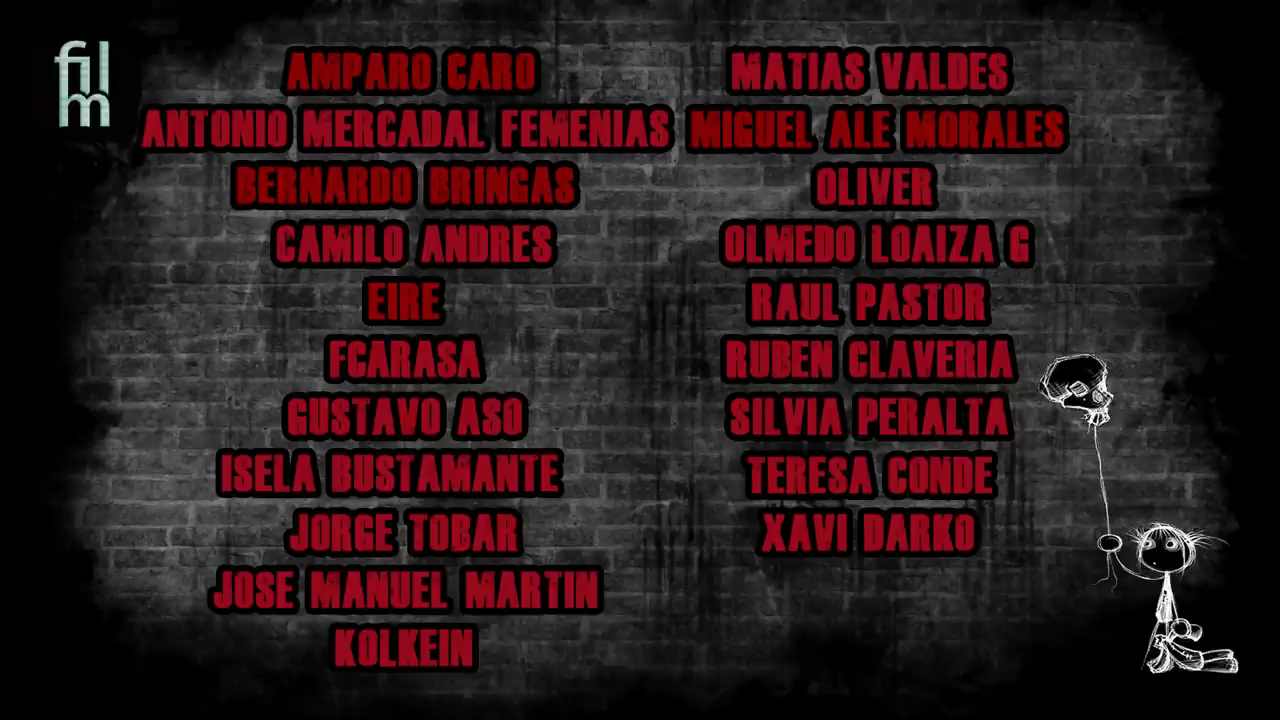 film
AMPARO CARO
ANTONIO MERCADAL FEMENIAS
BERNARDO BRINGAS
CAMILO ANDRES
EIRE
FCARASA
GUSTAVO ASO
ISELA BUSTAMANTE
JORGE TOBAR
JOSE MANUEL MARTIN
KOLKEIN
MATIAS VALDES
MIGUEL ALE MORALES
OLIVER
OLMEDO LOAIZA G
RAUL PASTOR
RUBEN CLAVERIA
SILVIA PERALTA
TERESA CONDE
XAVI DARKO